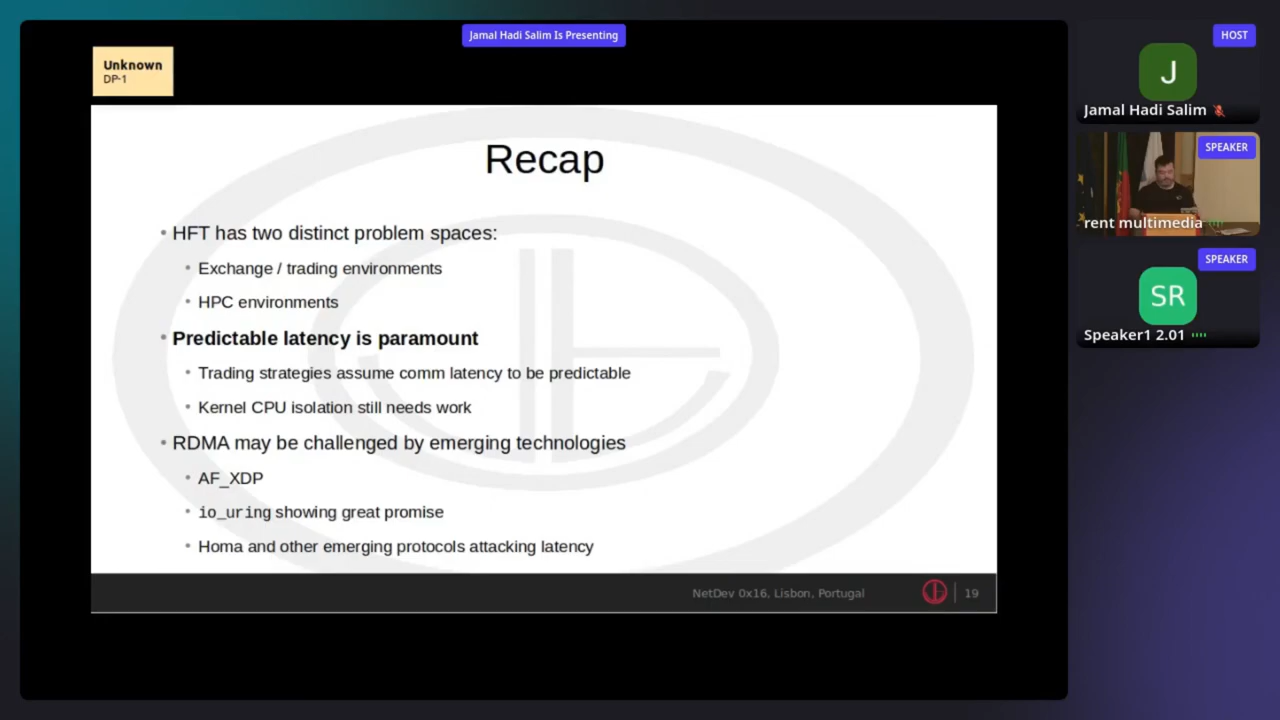 Jamal Hadi Salim Is Presenting
Unknown
DP-1
Recap
• HFT has two distinct problem spaces:
• Exchange / trading environments
• HPC environments
• Predictable latency is paramount
• Trading strategies assume comm latency to be predictable
• Kernel CPU isolation still needs work
• RDMA may be challenged by emerging technologies
• AF_XDP
• io_uring showing great promise
• Homa and other emerging protocols attacking latency
NetDev 0x16, Lisbon, Portugal
19
HOST
J
Jamal Hadi Salim
SPEAKER
rent multimedia
SPEAKER
SR
Speaker1 2.01